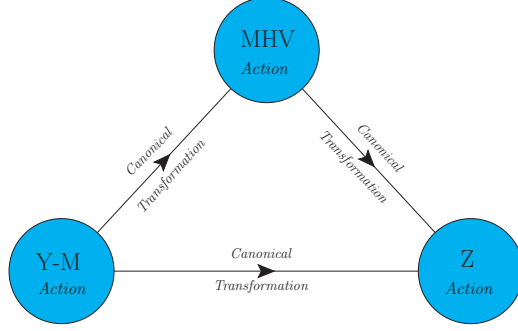 MHV
Action
Canonical
Transformation
Canonical
Transformation
Y-M
Action
Canonical
Transformation
Z
Action